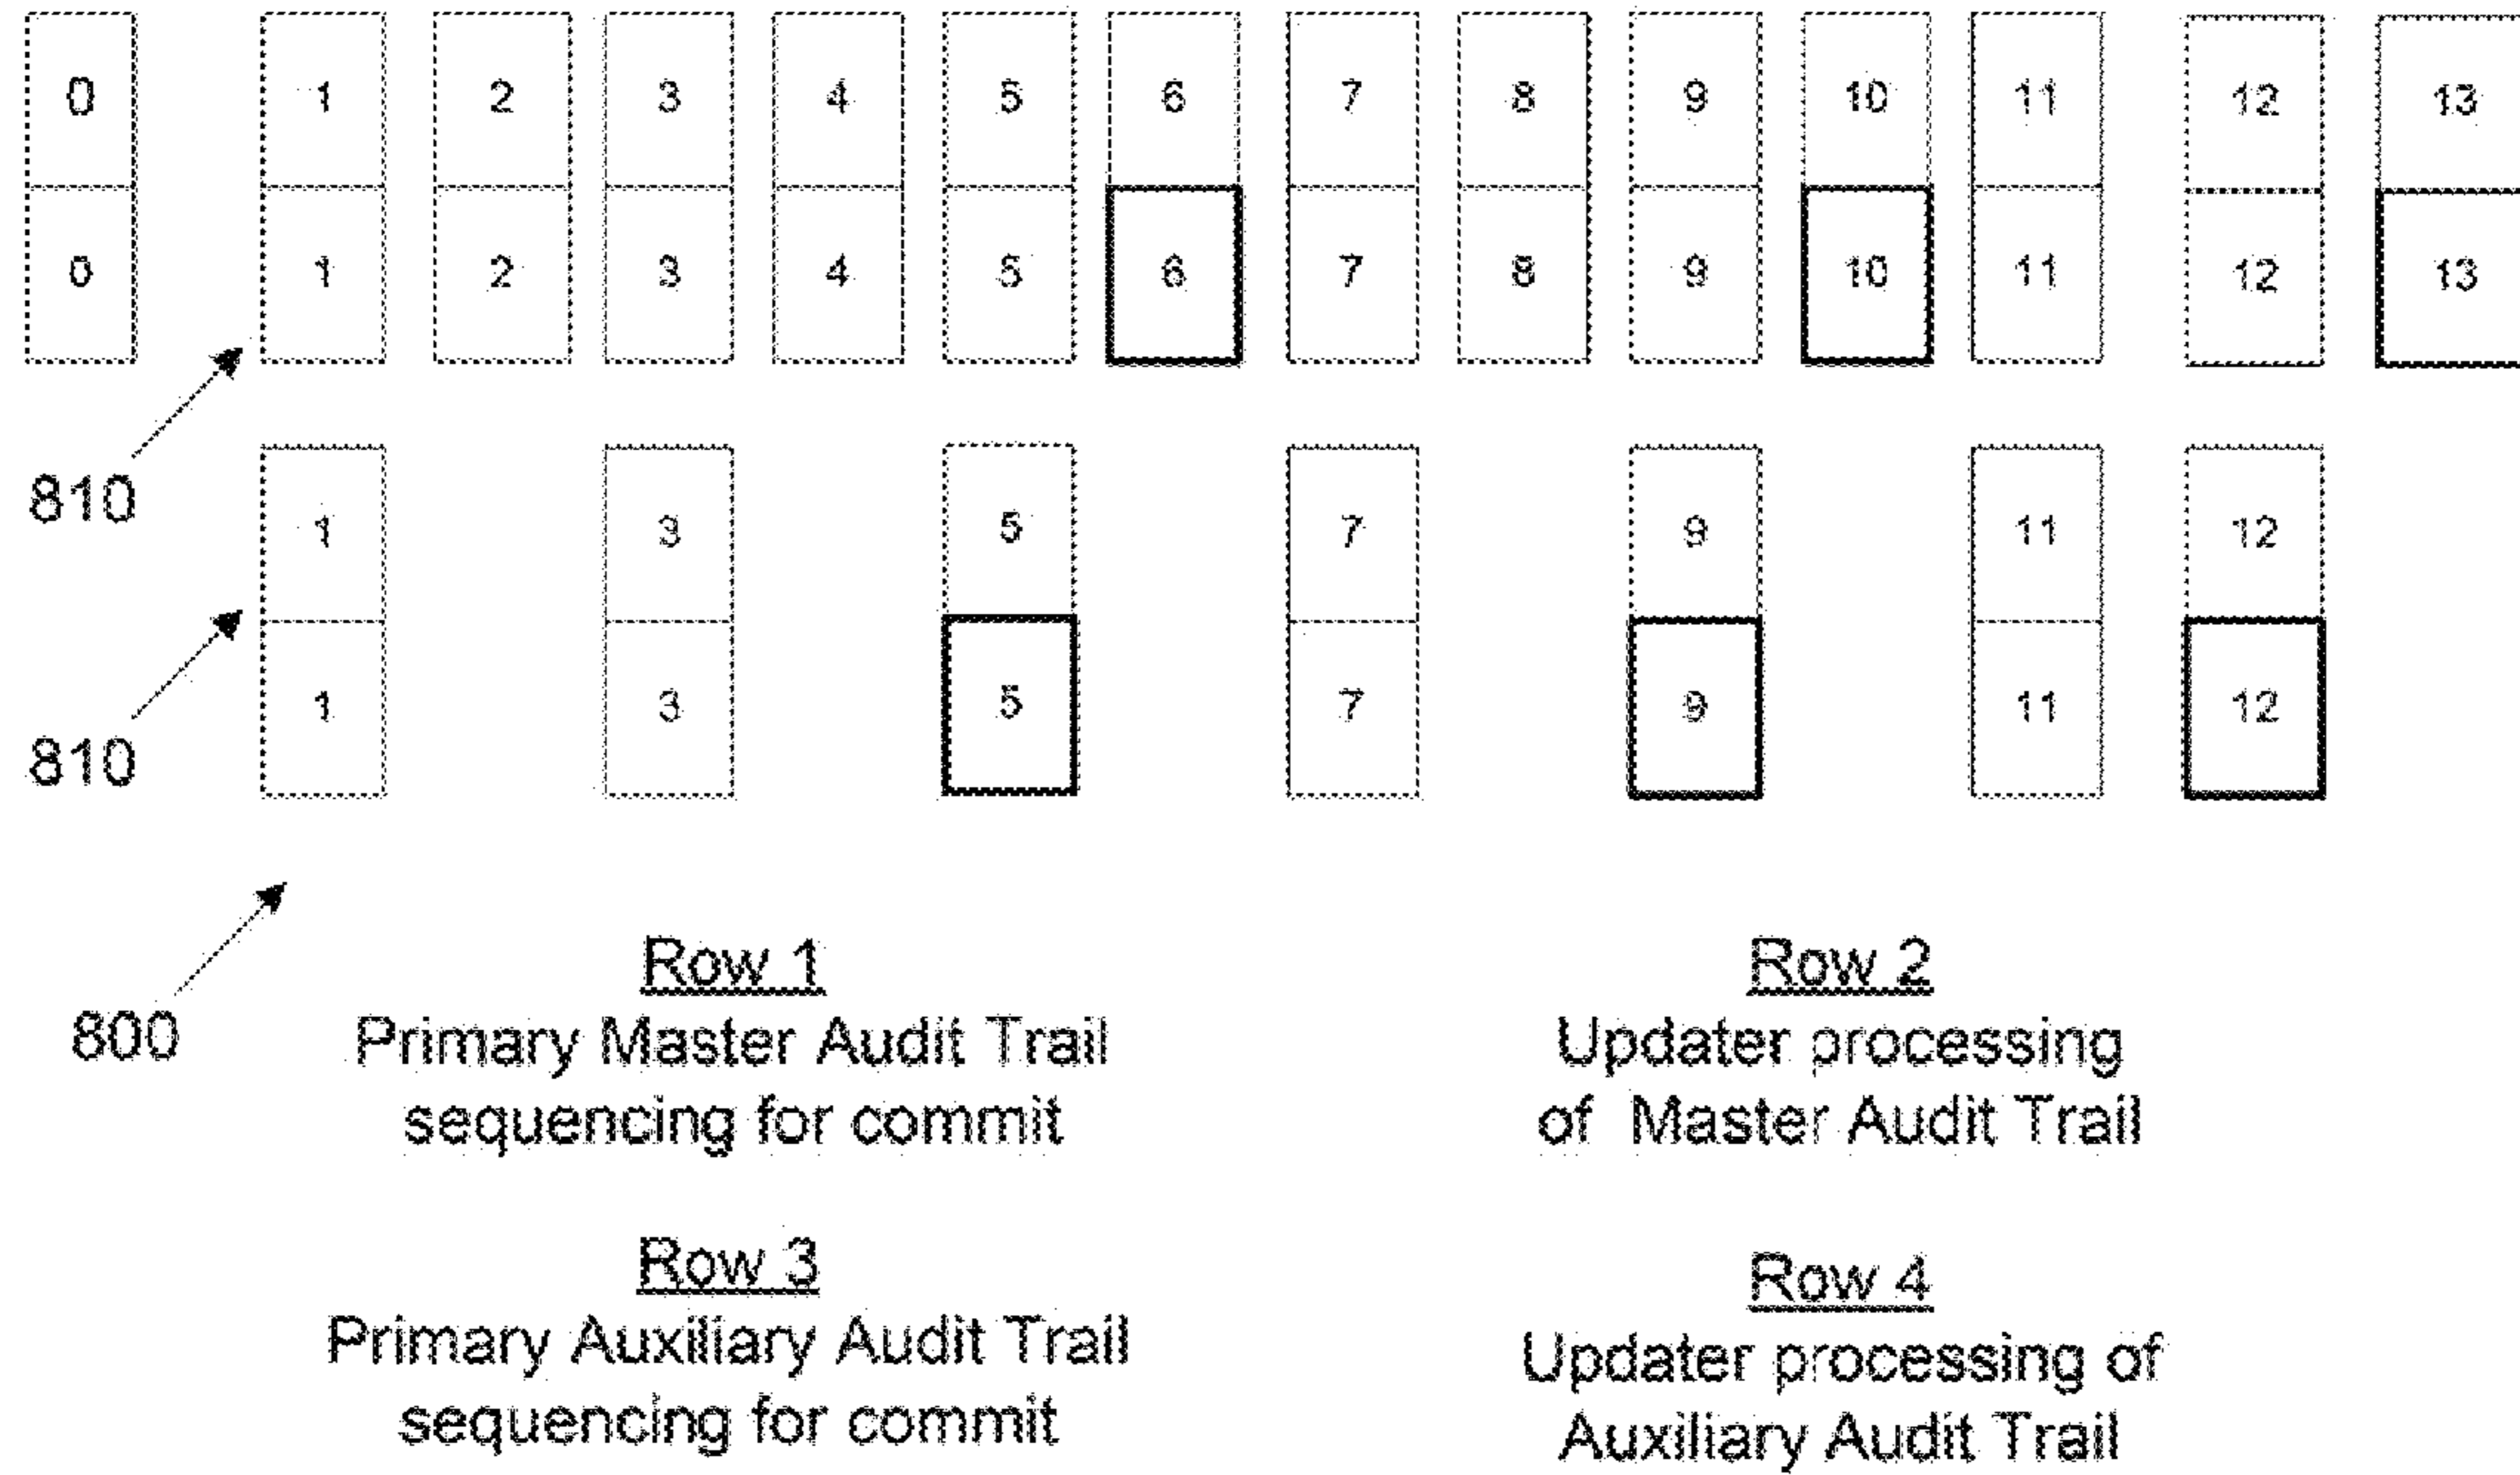 0 1 2 3 4 5 6 7 8 9 10 11 12 13
0 1 2 3 4 5 6 7 8 9 10 11 12 13
810
1 3 5 7 9 11 12
1 3 5 7 9 11 12
810
800
Row 1
Primary Master Audit Trail
sequencing for commit
Row 2
Updater processing
of Master Audit Trail
Row 3
Primary Auxiliary Audit Trail
sequencing for commit
Row 4
Updater processing of
Auxiliary Audit Trail